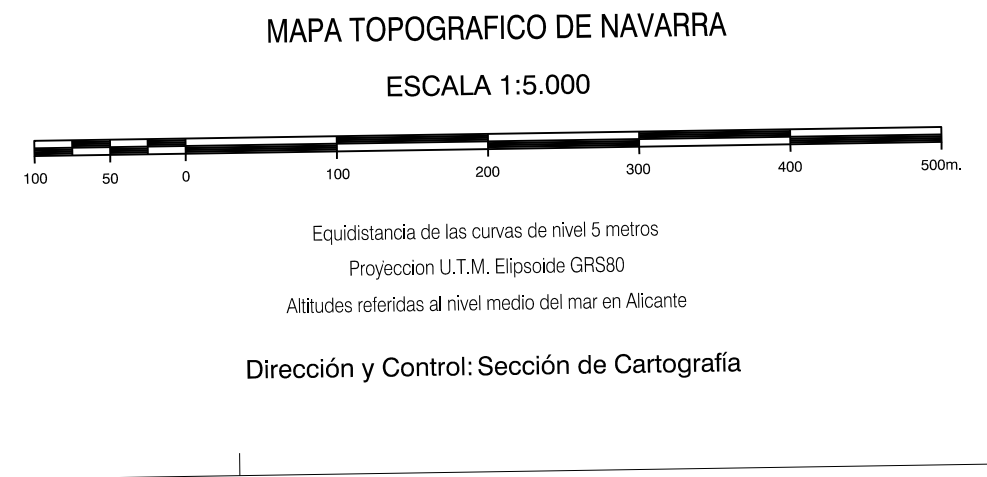 MAPA TOPOGRAFICO DE NAVARRA
ESCALA 1:5.000
100 50 0 100 200 300 400 500m.
Equidistancia de las curvas de nivel 5 metros
Proyeccion U.T.M. Elipsoide GRS80
Altitudes referidas al nivel medio del mar en Alicante
Dirección y Control: Sección de Cartografía